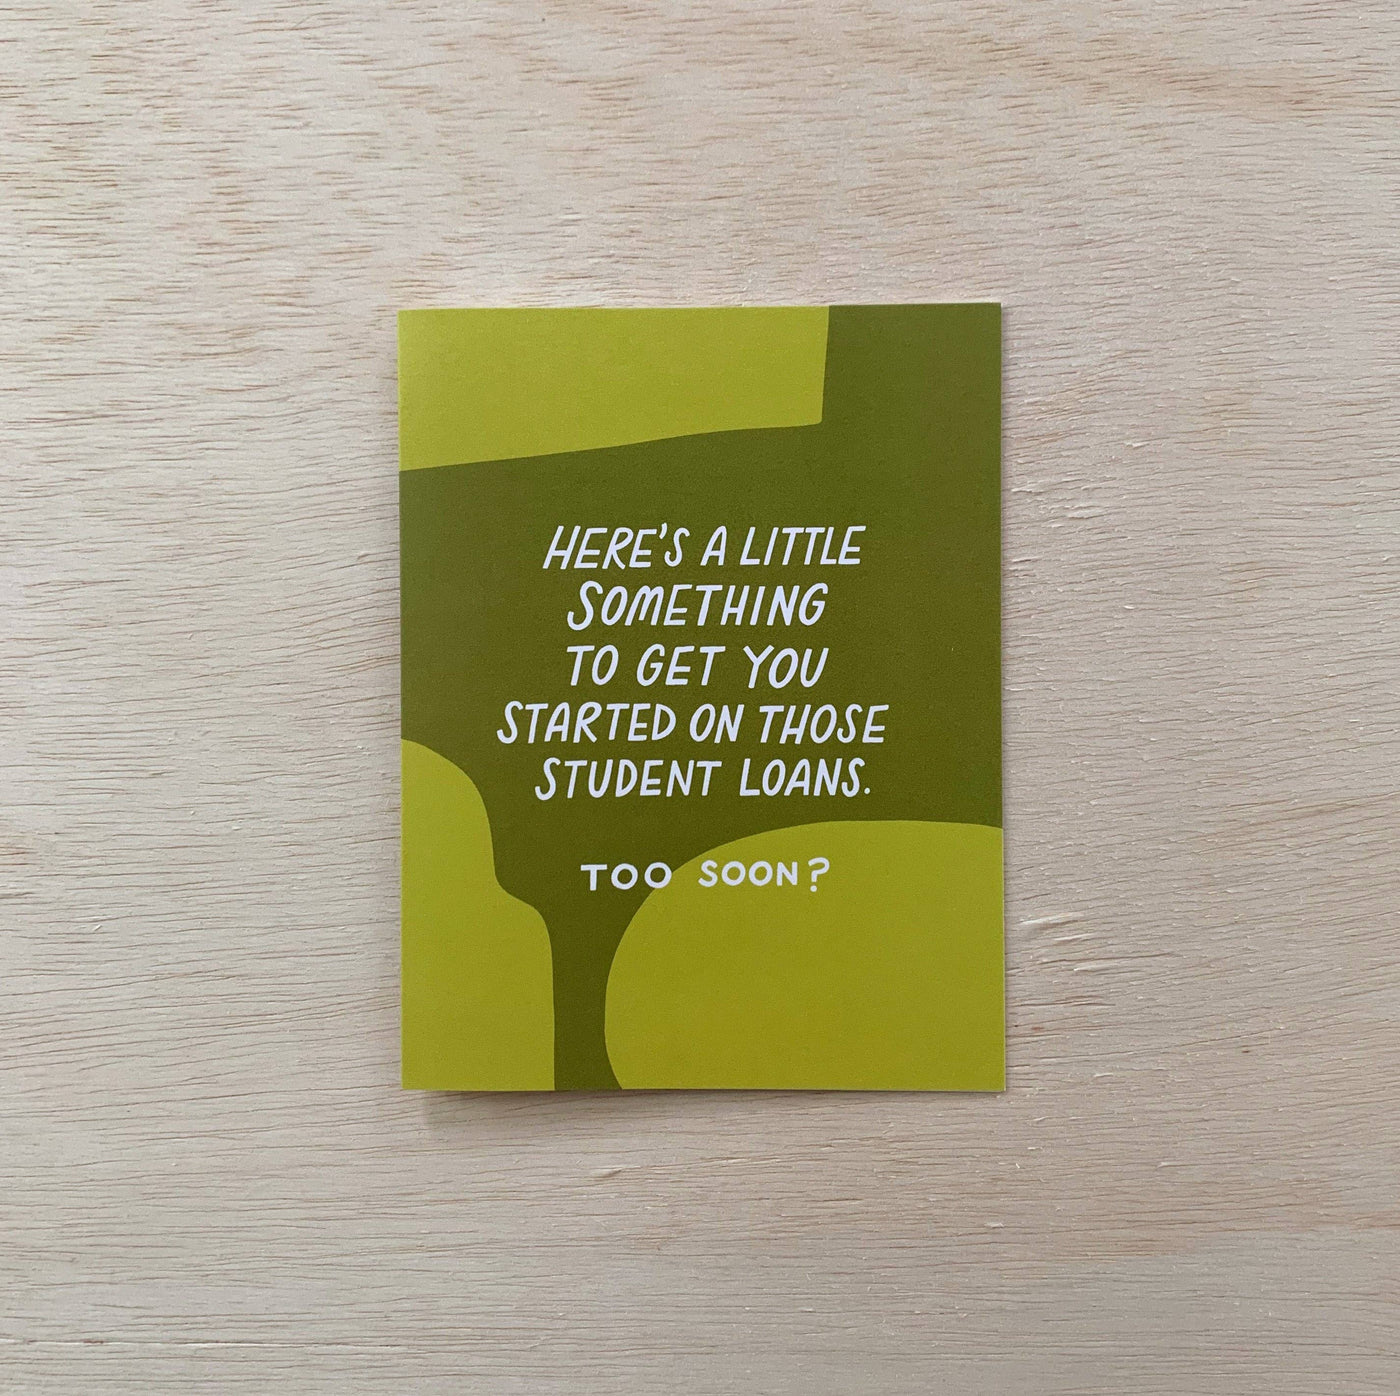 HERE'S A LITTLE
SOMETHING
TO GET YOU
STARTED ON THOSE
STUDENT LOANS.
TOO SOON?